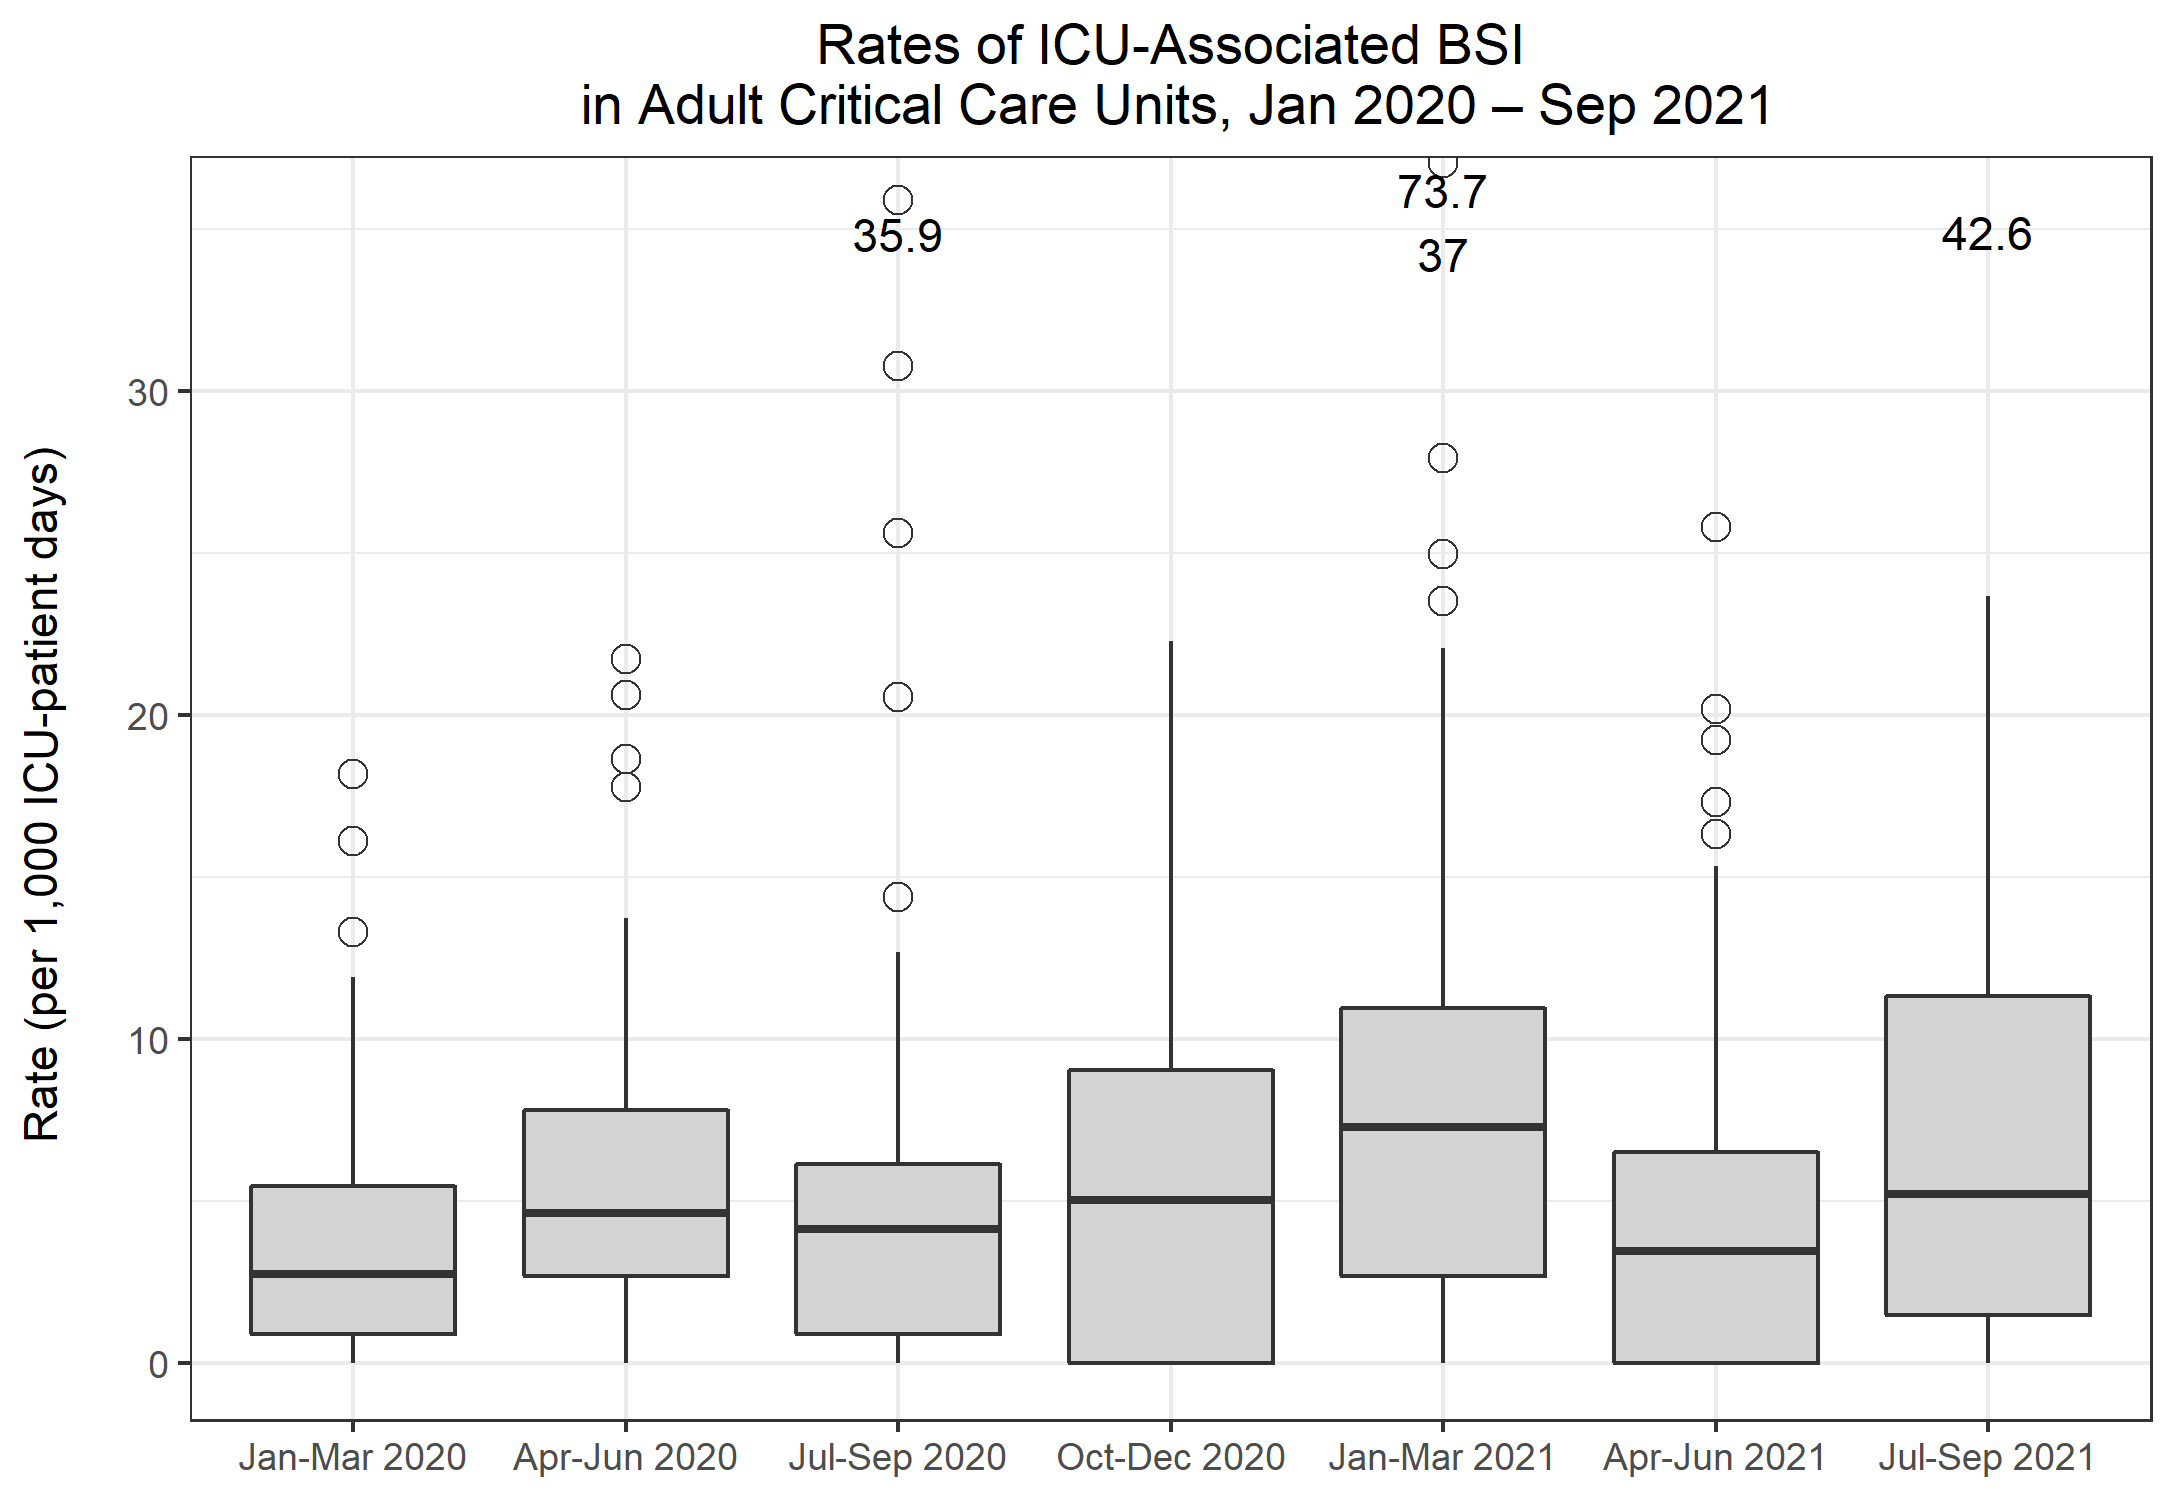 Rates of ICU-Associated BSI
in Adult Critical Care Units, Jan 2020 – Sep 2021
Rate (per 1,000 ICU-patient days)
73.7
35.9
37
42.6
30
20
10
0
Jan-Mar 2020
Apr-Jun 2020
Jul-Sep 2020
Oct-Dec 2020
Jan-Mar 2021
Apr-Jun 2021
Jul-Sep 2021